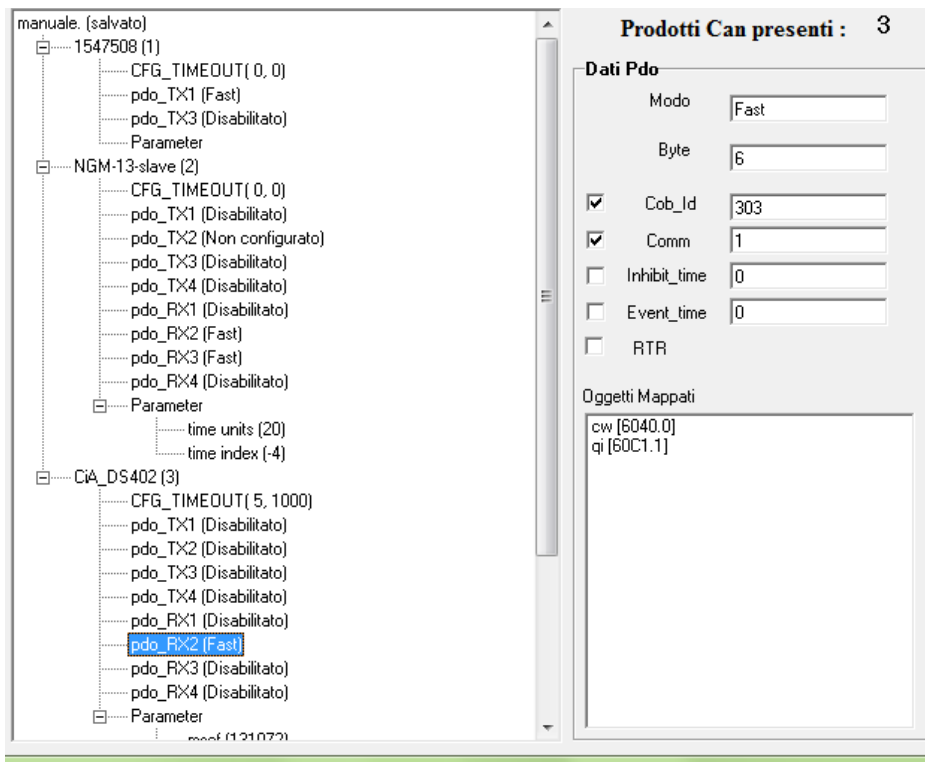 manuale. (salvato)
1547508 (1)
CFG_TIMEOUT( 0, 0)
pdo_TX1 (Fast)
pdo_TX3 (Disabilitato)
Parameter
NGM-13-slave (2)
CFG_TIMEOUT( 0, 0)
pdo_TX1 (Disabilitato)
pdo_TX2 (Non configurato)
pdo_TX3 (Disabilitato)
pdo_TX4 (Disabilitato)
pdo_RX1 (Disabilitato)
pdo_RX2 (Fast)
pdo_RX3 (Fast)
pdo_RX4 (Disabilitato)
Parameter
time units (20)
time index (-4)
CiA_DS402 (3)
CFG_TIMEOUT( 5, 1000)
pdo_TX1 (Disabilitato)
pdo_TX2 (Disabilitato)
pdo_TX3 (Disabilitato)
pdo_TX4 (Disabilitato)
pdo_RX1 (Disabilitato)
pdo_RX2 (Fast)
pdo_RX3 (Disabilitato)
pdo_RX4 (Disabilitato)
Parameter
(131072)
Prodotti Can presenti : 3
Dati Pdo
Modo Fast
Byte 6
Cob_Id 303
Comm 1
Inhibit_time 0
Event_time 0
RTR
Oggetti Mappati
cw [6040.0]
qi [60C1.1]